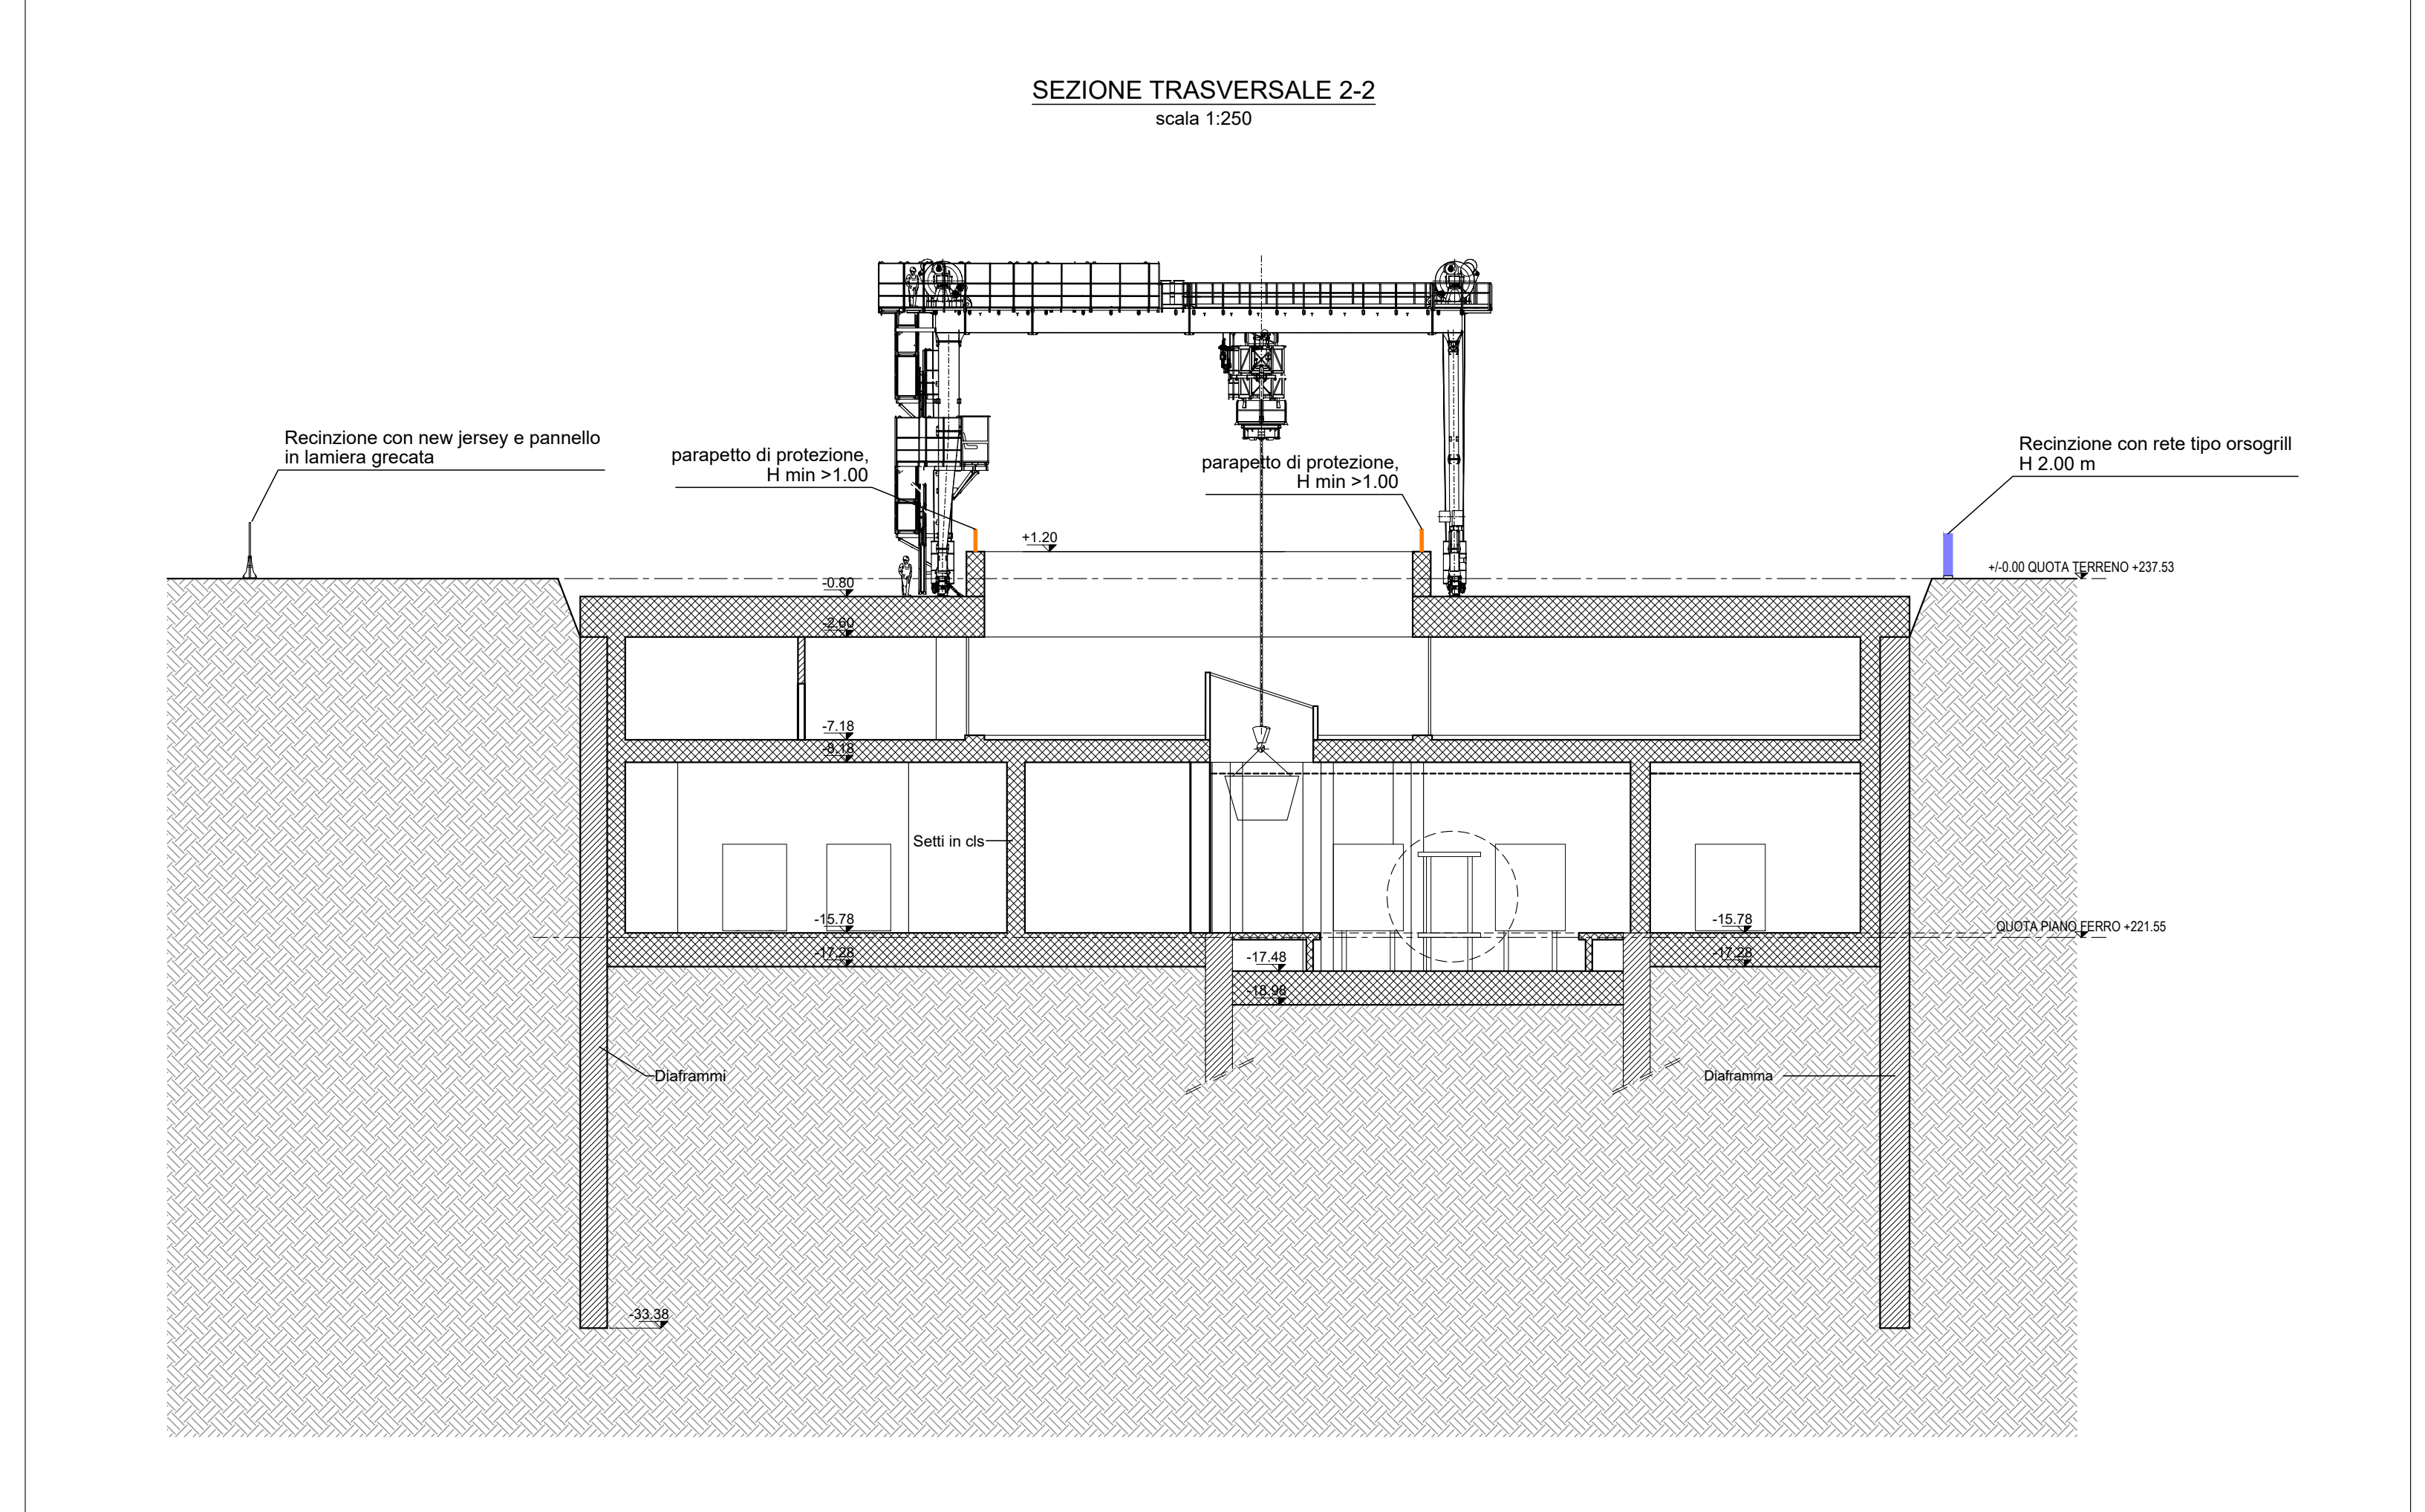 SEZIONE TRASVERSALE 2-2
scala 1:250
Recinzione con new jersey e pannello
in lamiera grecata
parapetto di protezione,
H min >1.00
parapetto di protezione,
H min >1.00
Recinzione con rete tipo orsogrill
H 2.00 m
+1.20
+/-0.00 QUOTA TERRENO +237.53
-0.80
-2.60
-7.18
-8.18
Setti in cls
-15.78
-15.78
QUOTA PIANO FERRO +221.55
-17.28
-17.48
-17.28
-18.98
Diaframmi
Diaframma
-33.38